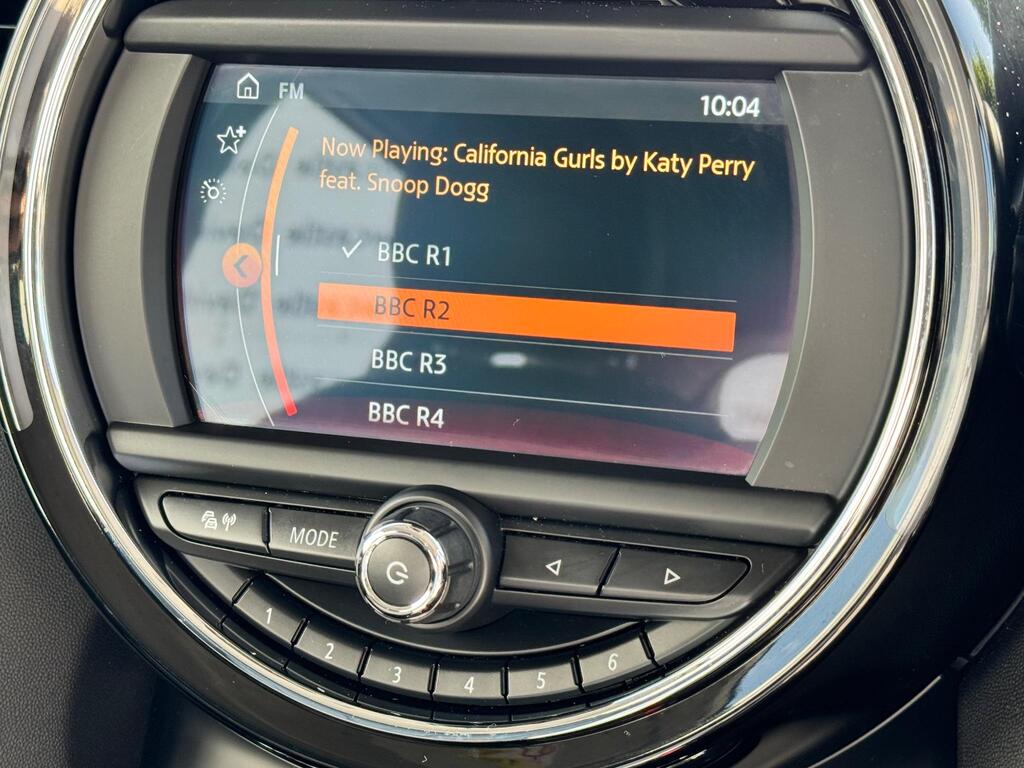 FM
10:04
Now Playing: California Gurls by Katy Perry
feat. Snoop Dogg
BBC R1
BBC R2
BBC R3
BBC R4
MODE
1
2
3
4
5
6